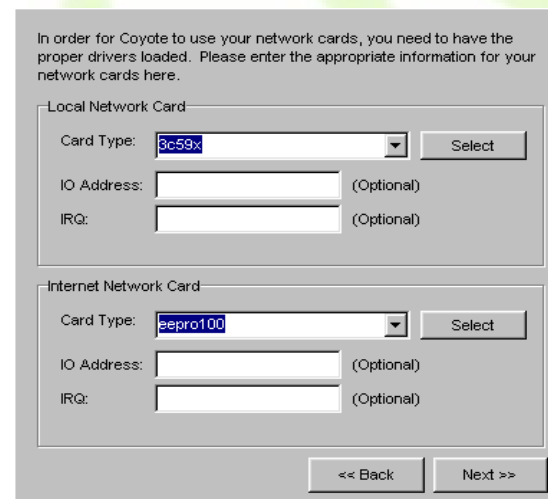 In order for Coyote to use your network cards, you need to have the
proper drivers loaded. Please enter the appropriate information for your
network cards here.
Local Network Card
Card Type: 3c59x Select
IO Address: (Optional)
IRQ: (Optional)
Internet Network Card
Card Type: eepro100 Select
IO Address: (Optional)
IRQ: (Optional)
<< Back Next >>